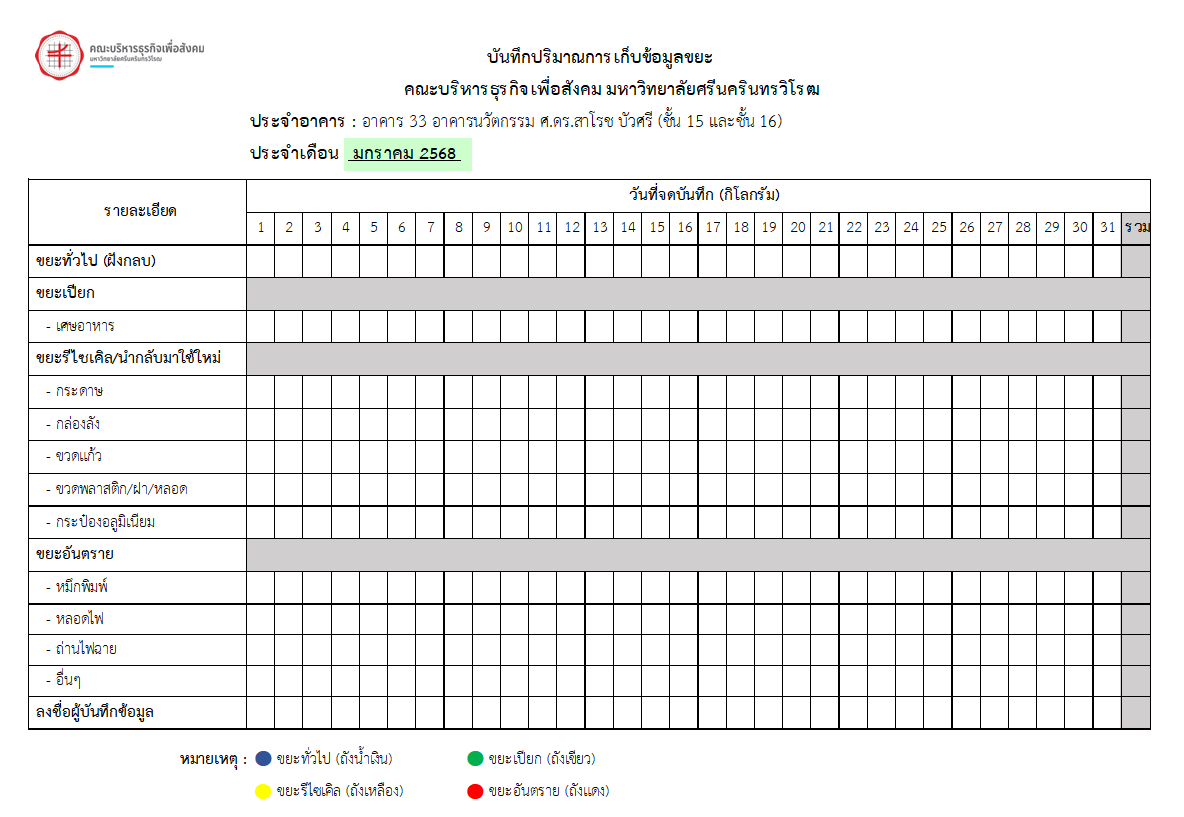 คณะบริหารธุรกิจเพื่อสังคม
มหาวิทยาลัยศรีนครินทรวิโรฒ
บันทึกปริมาณการเก็บข้อมูลขยะ
คณะบริหารธุรกิจเพื่อสังคม มหาวิทยาลัยศรีนครินทรวิโรฒ
ประจำอาคาร : อาคาร 33 อาคารนวัตกรรม ศ.ดร.สาโรช บัวศรี (ชั้น 15 และชั้น 16)
ประจำเดือน มกราคม 2568
รายละเอียด
วันที่จดบันทึก (กิโลกรัม)
1 2 3 4 5 6 7 8 9 10 11 12 13 14 15 16 17 18 19 20 21 22 23 24 25 26 27 28 29 30 31 รวม
ขยะทั่วไป (ฝังกลบ)
ขยะเปียก
- เศษอาหาร
ขยะรีไซเคิล/นำกลับมาใช้ใหม่
- กระดาษ
- กล่องลัง
- ขวดแก้ว
- ขวดพลาสติก/ฝา/หลอด
- กระป๋องอลูมิเนียม
ขยะอันตราย
- หมึกพิมพ์
- หลอดไฟ
- ถ่านไฟฉาย
- อื่นๆ
ลงชื่อผู้บันทึกข้อมูล
หมายเหตุ : ขยะทั่วไป (ถังน้ำเงิน) ขยะเปียก (ถังเขียว)
ขยะรีไซเคิล (ถังเหลือง) ขยะอันตราย (ถังแดง)